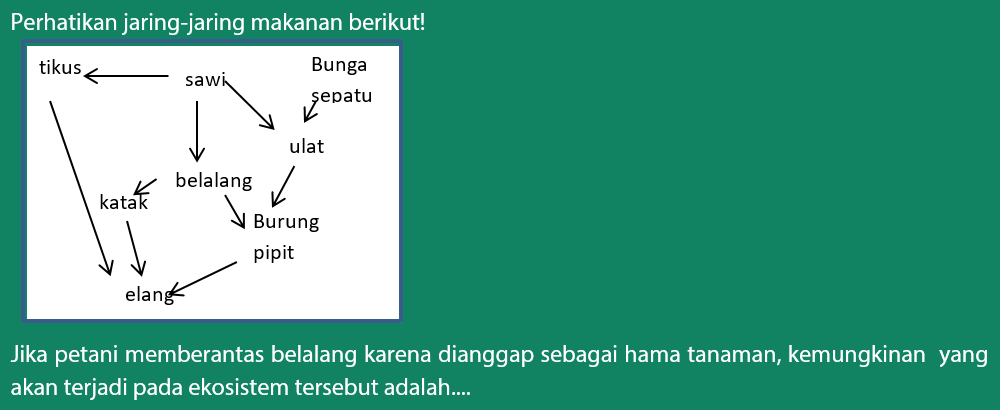 Perhatikan jaring-jaring makanan berikut!
tikus
sawi
Bunga
sepatu
ulat
belalang
katak
Burung
pipit
elang
Jika petani memberantas belalang karena dianggap sebagai hama tanaman, kemungkinan yang
akan terjadi pada ekosistem tersebut adalah....